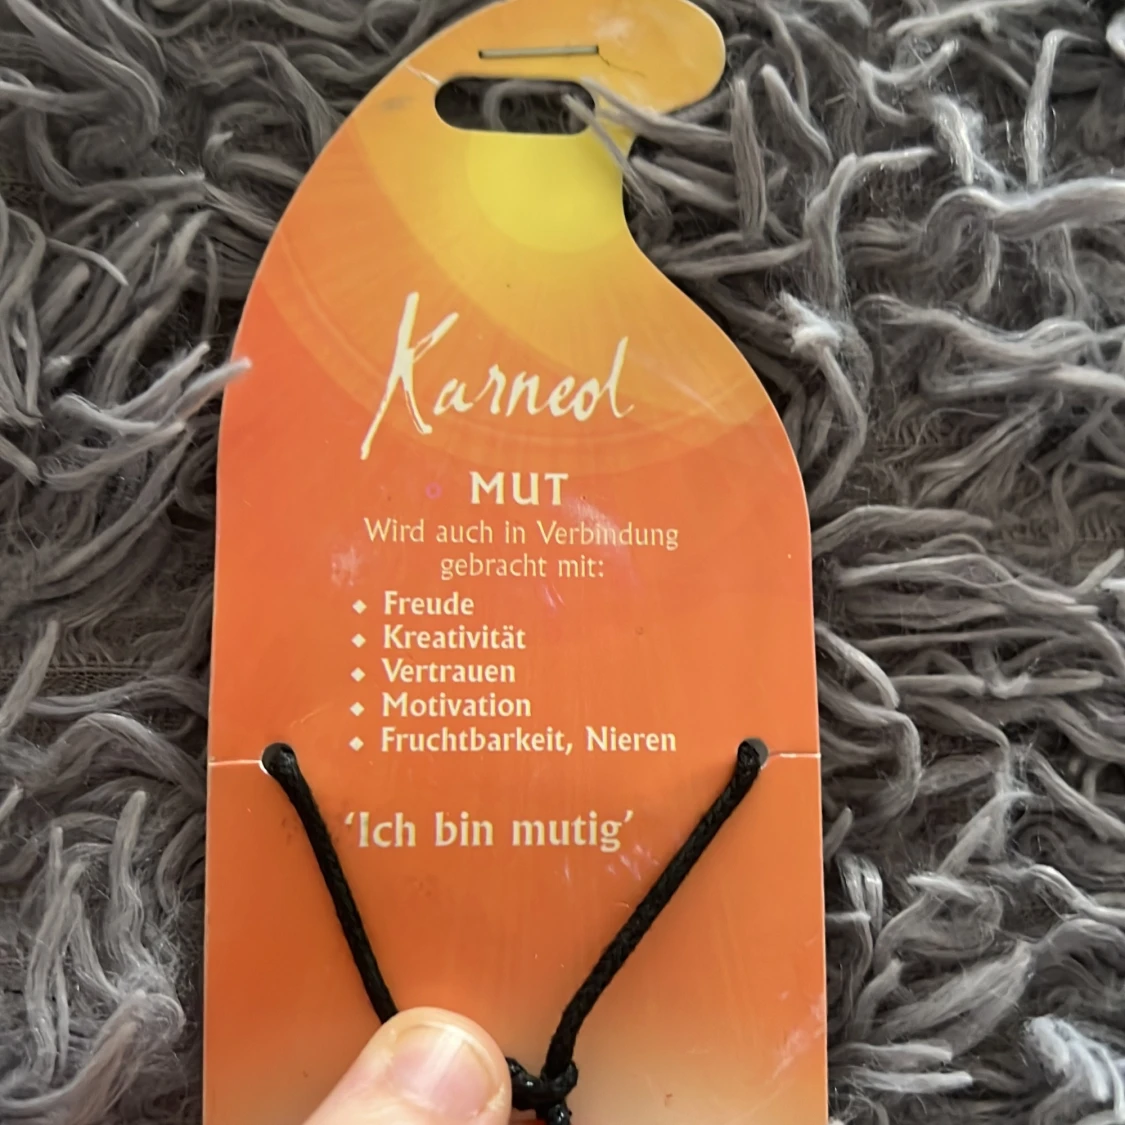 Karneol
MUT
Wird auch in Verbindung
gebracht mit:
◆ Freude
◆ Kreativität
◆ Vertrauen
◆ Motivation
◆ Fruchtbarkeit, Nieren
‘Ich bin mutig’